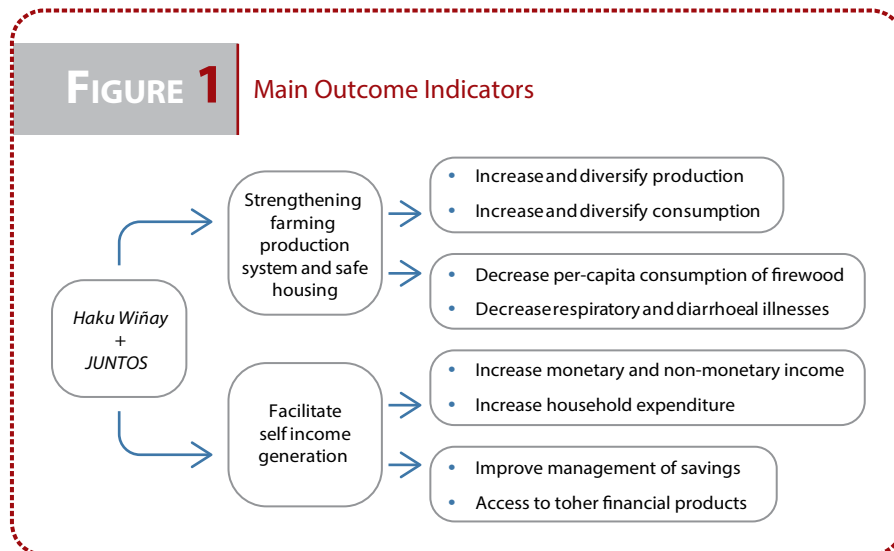 FIGURE 1
Main Outcome Indicators
Haku Wiñay
+
JUNTOS
Strengthening
farming
production
system and safe
housing
• Increase and diversify production
• Increase and diversify consumption
• Decrease per-capita consumption of firewood
• Decrease respiratory and diarrhoeal illnesses
Facilitate
self income
generation
• Increase monetary and non-monetary income
• Increase household expenditure
• Improve management of savings
• Access to toher financial products